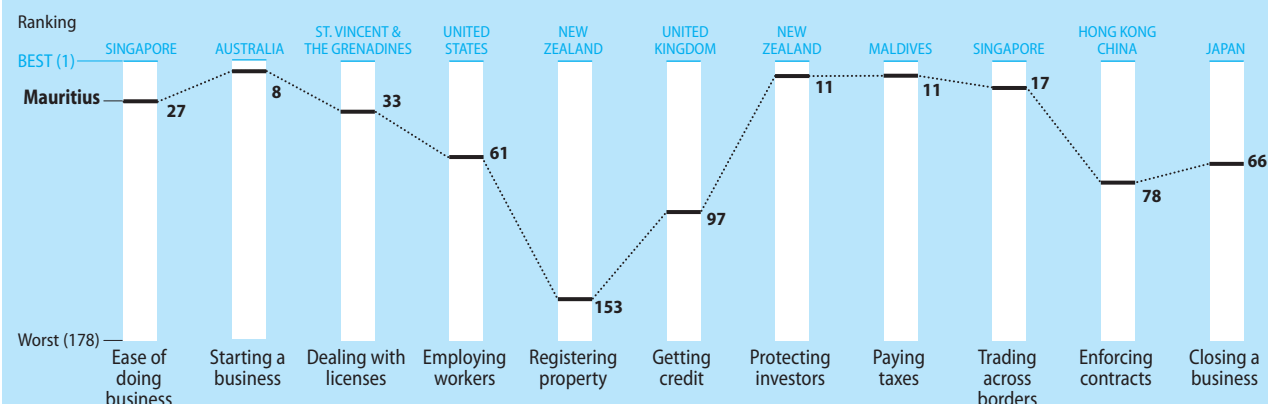 Ranking
SINGAPORE
AUSTRALIA
ST. VINCENT &
THE GRENADINES
UNITED
STATES
NEW
ZEALAND
UNITED
KINGDOM
NEW
ZEALAND
MALDIVES
SINGAPORE
HONG KONG
CHINA
JAPAN
BEST (1)
Mauritius
27
8
33
61
153
97
11
11
17
78
66
Worst (178)
Ease of
doing
business
Starting a
business
Dealing with
licenses
Employing
workers
Registering
property
Getting
credit
Protecting
investors
Paying
taxes
Trading
across
borders
Enforcing
contracts
Closing a
business